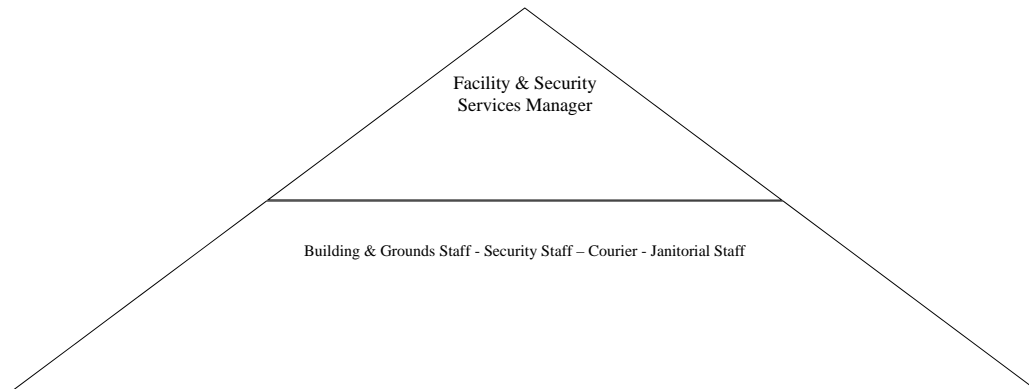 Facility & Security
Services Manager
Building & Grounds Staff - Security Staff – Courier - Janitorial Staff